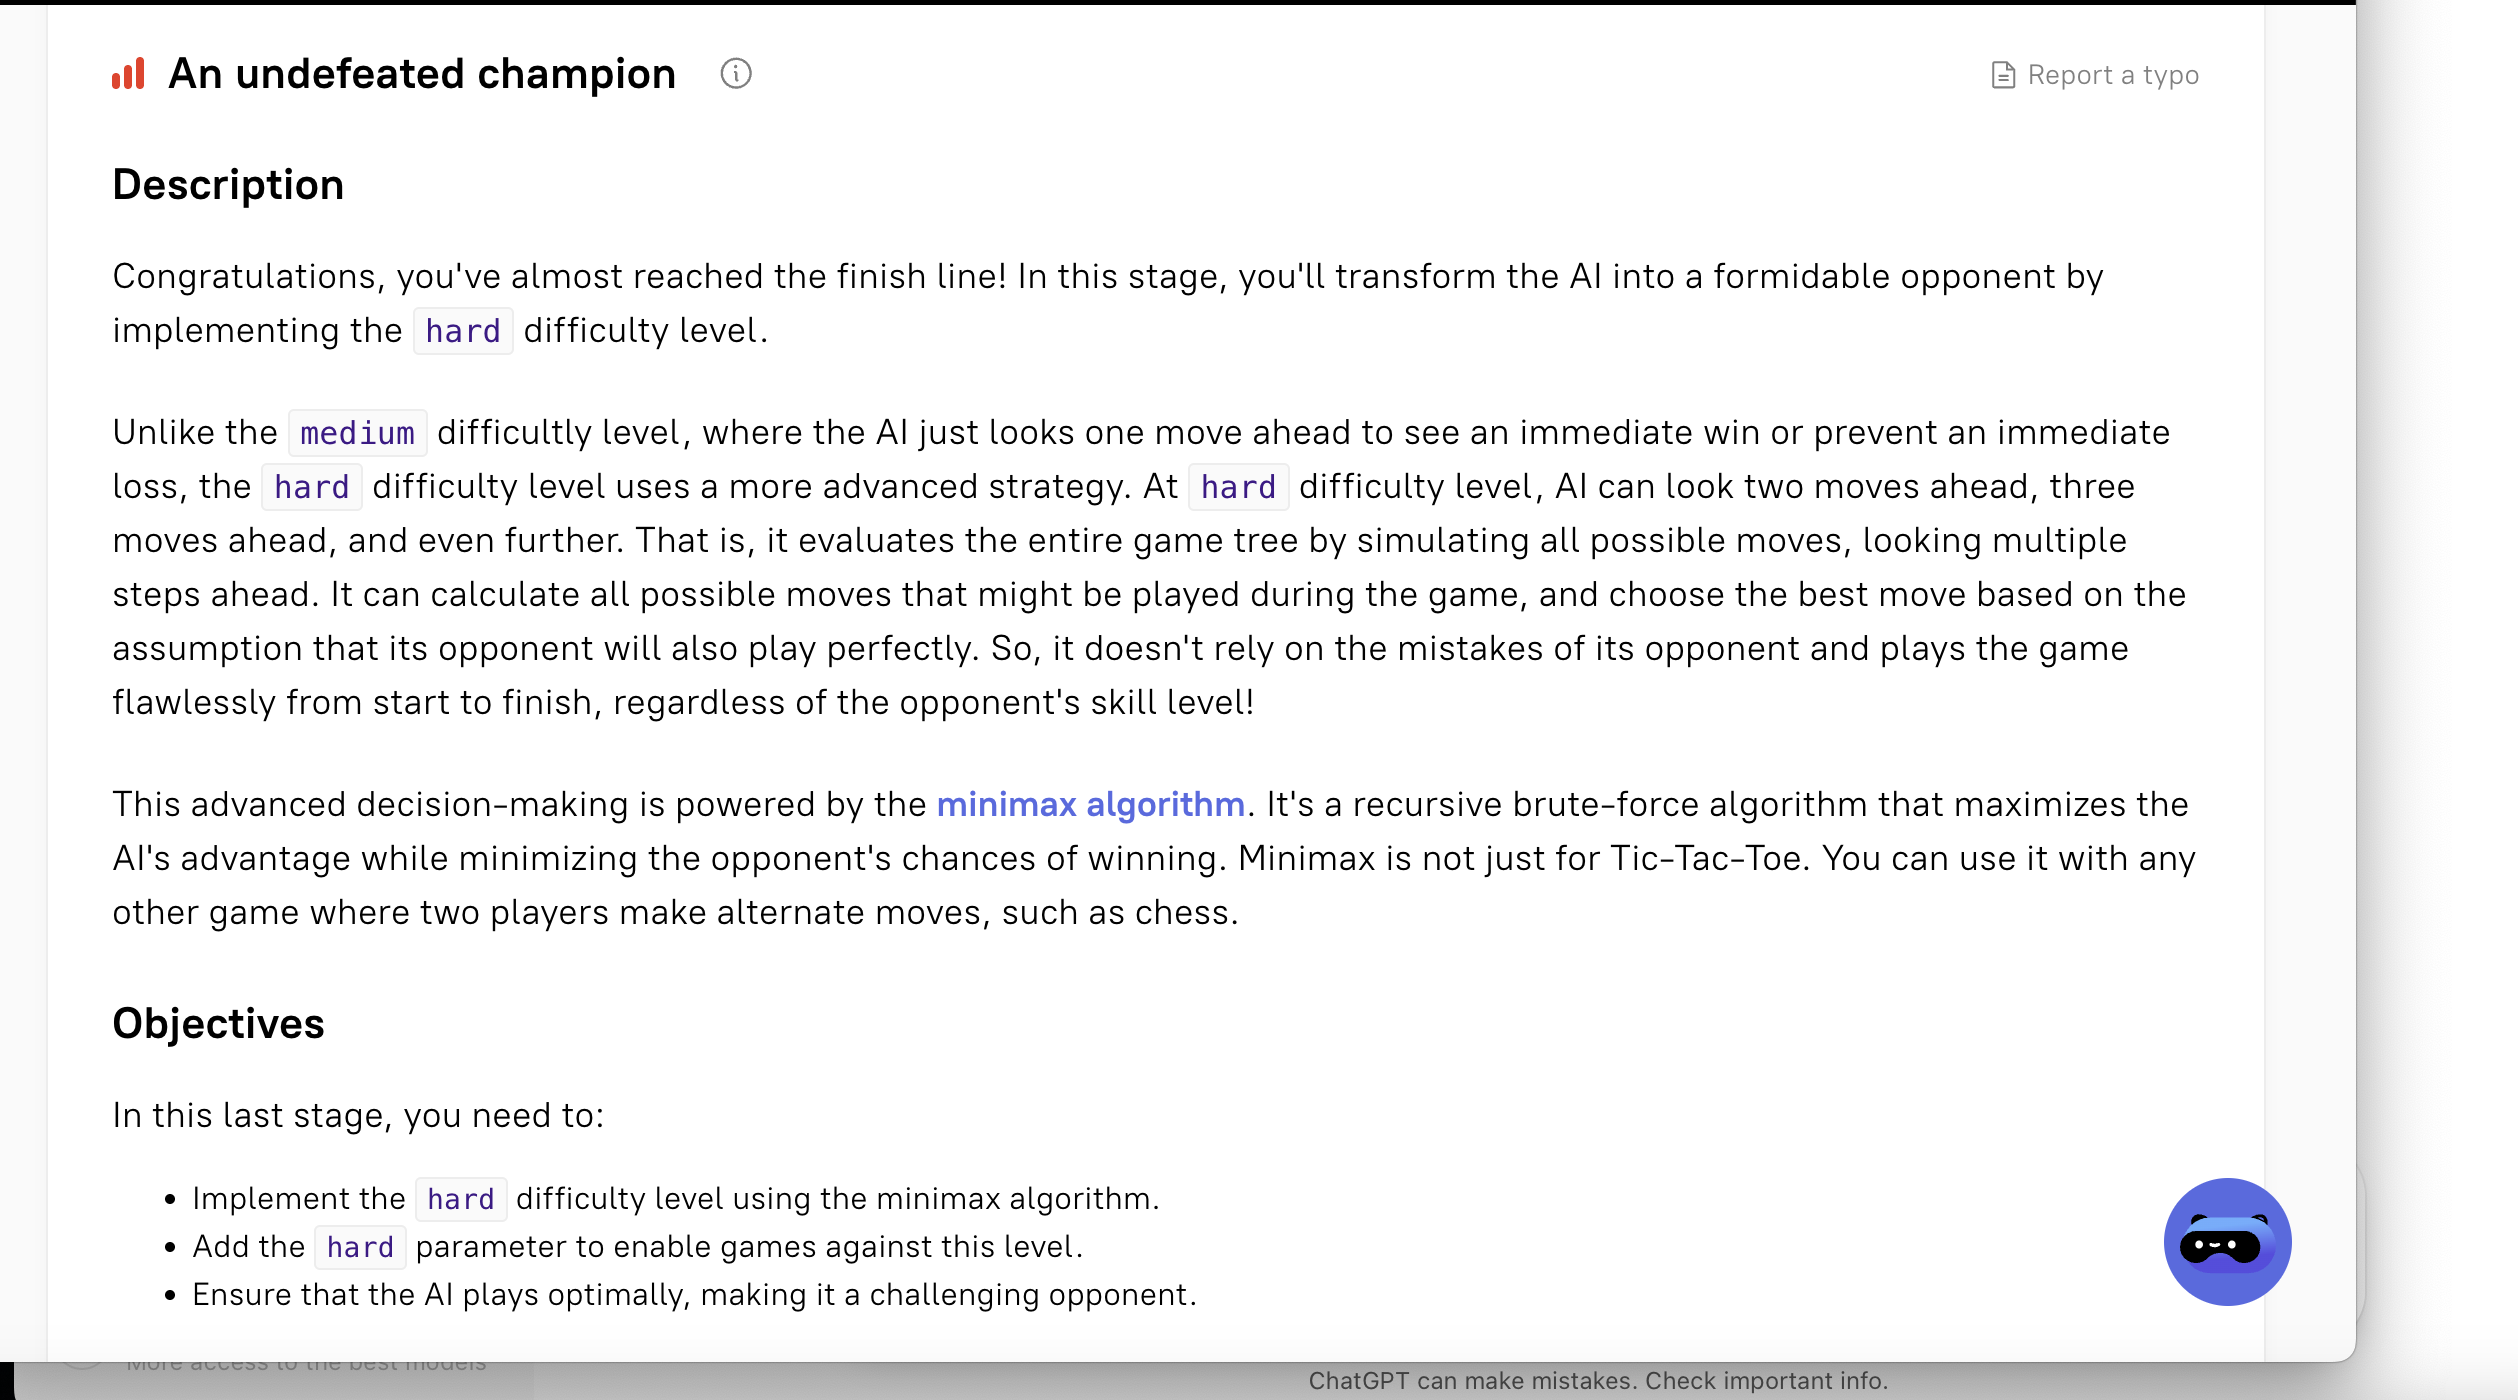 An undefeated champion
Report a typo
Description
Congratulations, you've almost reached the finish line! In this stage, you'll transform the AI into a formidable opponent by
implementing the hard difficulty level.
Unlike the medium difficultly level, where the AI just looks one move ahead to see an immediate win or prevent an immediate
loss, the hard difficulty level uses a more advanced strategy. At hard difficulty level, AI can look two moves ahead, three
moves ahead, and even further. That is, it evaluates the entire game tree by simulating all possible moves, looking multiple
steps ahead. It can calculate all possible moves that might be played during the game, and choose the best move based on the
assumption that its opponent will also play perfectly. So, it doesn't rely on the mistakes of its opponent and plays the game
flawlessly from start to finish, regardless of the opponent's skill level!
This advanced decision-making is powered by the minimax algorithm. It's a recursive brute-force algorithm that maximizes the
AI's advantage while minimizing the opponent's chances of winning. Minimax is not just for Tic-Tac-Toe. You can use it with any
other game where two players make alternate moves, such as chess.
Objectives
In this last stage, you need to:
• Implement the hard difficulty level using the minimax algorithm.
• Add the hard parameter to enable games against this level.
• Ensure that the AI plays optimally, making it a challenging opponent.
More access to the best models
ChatGPT can make mistakes. Check important info.